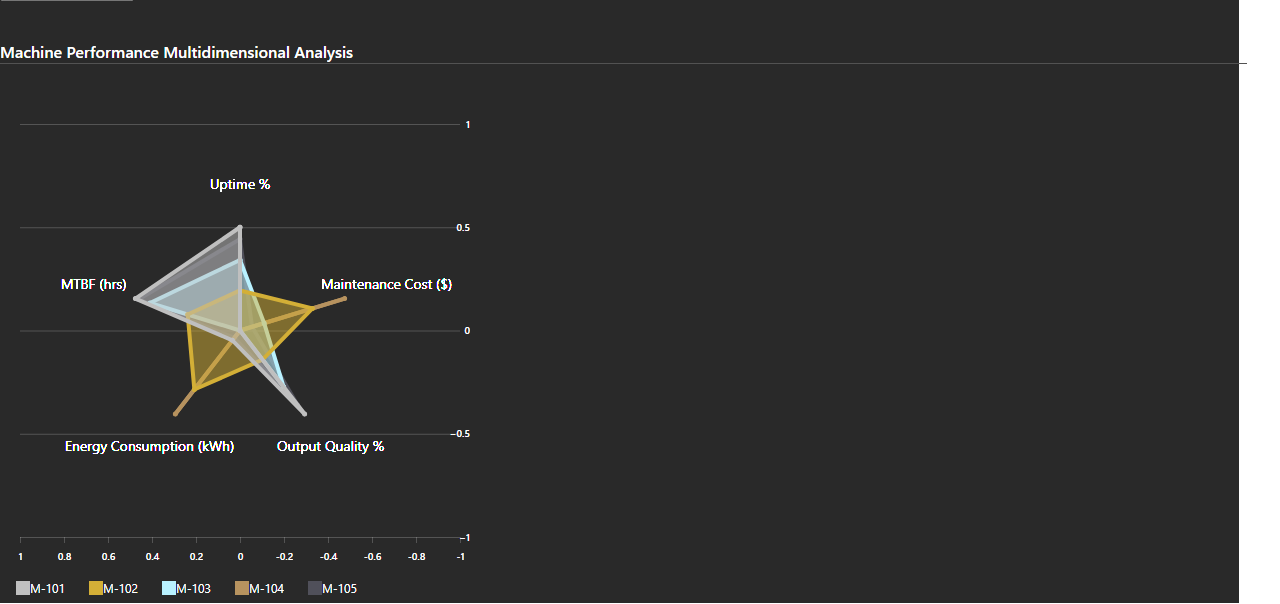 Machine Performance Multidimensional Analysis
1
Uptime %
0.5
MTBF (hrs)
Maintenance Cost ($)
0
-0.5
Energy Consumption (kWh)
Output Quality %
-1
1 0.8 0.6 0.4 0.2 0 -0.2 -0.4 -0.6 -0.8 -1
M-101 M-102 M-103 M-104 M-105